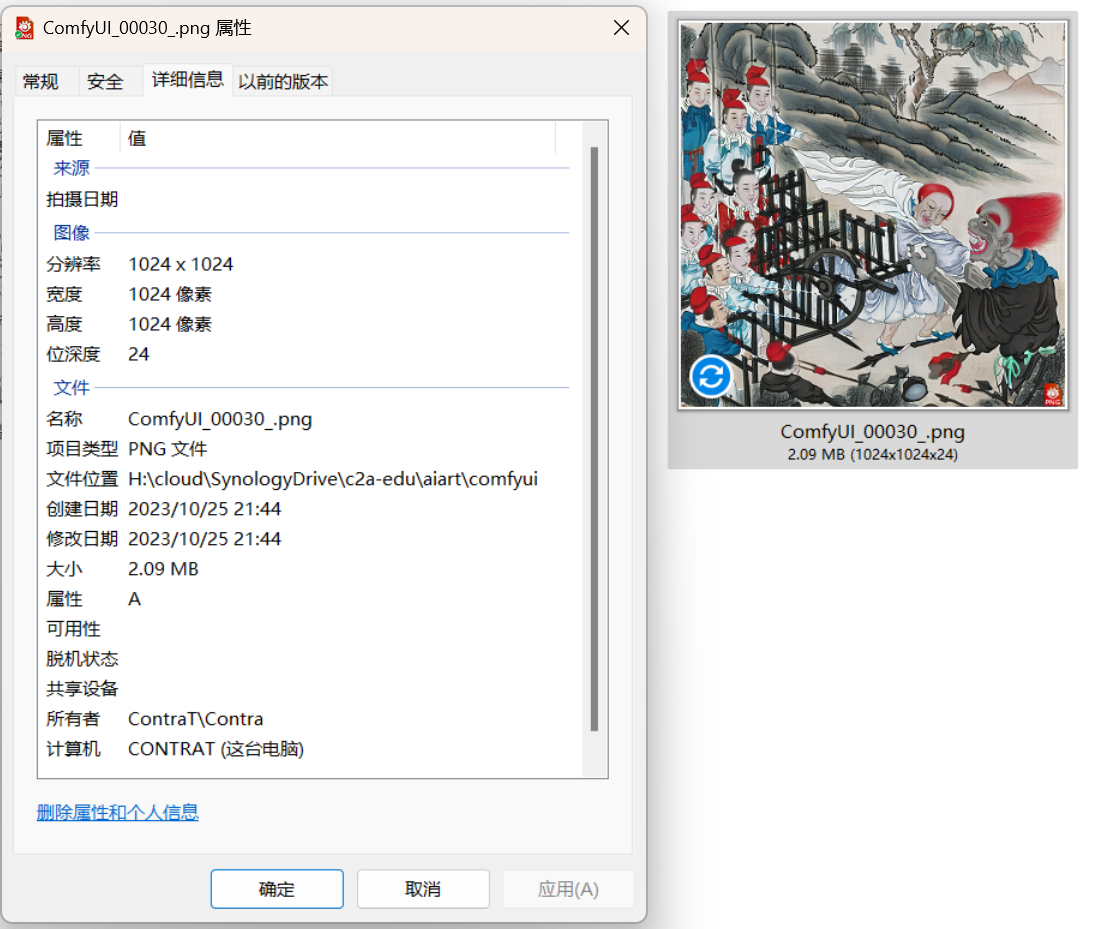 ComfyUI_00030_.png 属性
常规 安全 详细信息 以前的版本
属性 值
来源
拍摄日期
图像
分辨率 1024 x 1024
宽度 1024 像素
高度 1024 像素
位深度 24
文件
名称 ComfyUI_00030_.png
项目类型 PNG 文件
文件位置 H:\cloud\SynologyDrive\c2a-edu\aiart\comfyui
创建日期 2023/10/25 21:44
修改日期 2023/10/25 21:44
大小 2.09 MB
属性 A
可用性
脱机状态
共享设备
所有者 ContraT\Contra
计算机 CONTRAT (这台电脑)
删除属性和个人信息
确定 取消 应用(A)
PNG
ComfyUI_00030_.png
2.09 MB (1024x1024x24)